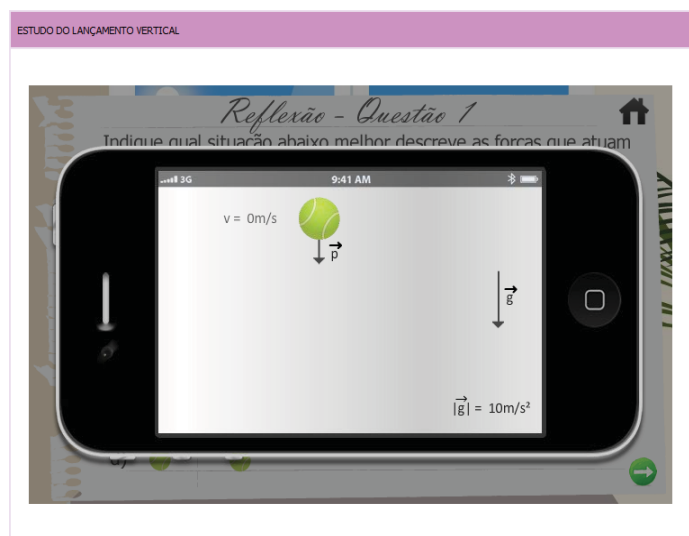 ESTUDO DO LANÇAMENTO VERTICAL
Reflexão - Questão 1
Indique qual situação abaixo melhor descreve as forças que atuam
3G 9:41 AM
v = 0m/s
p
g
|g| = 10m/s²